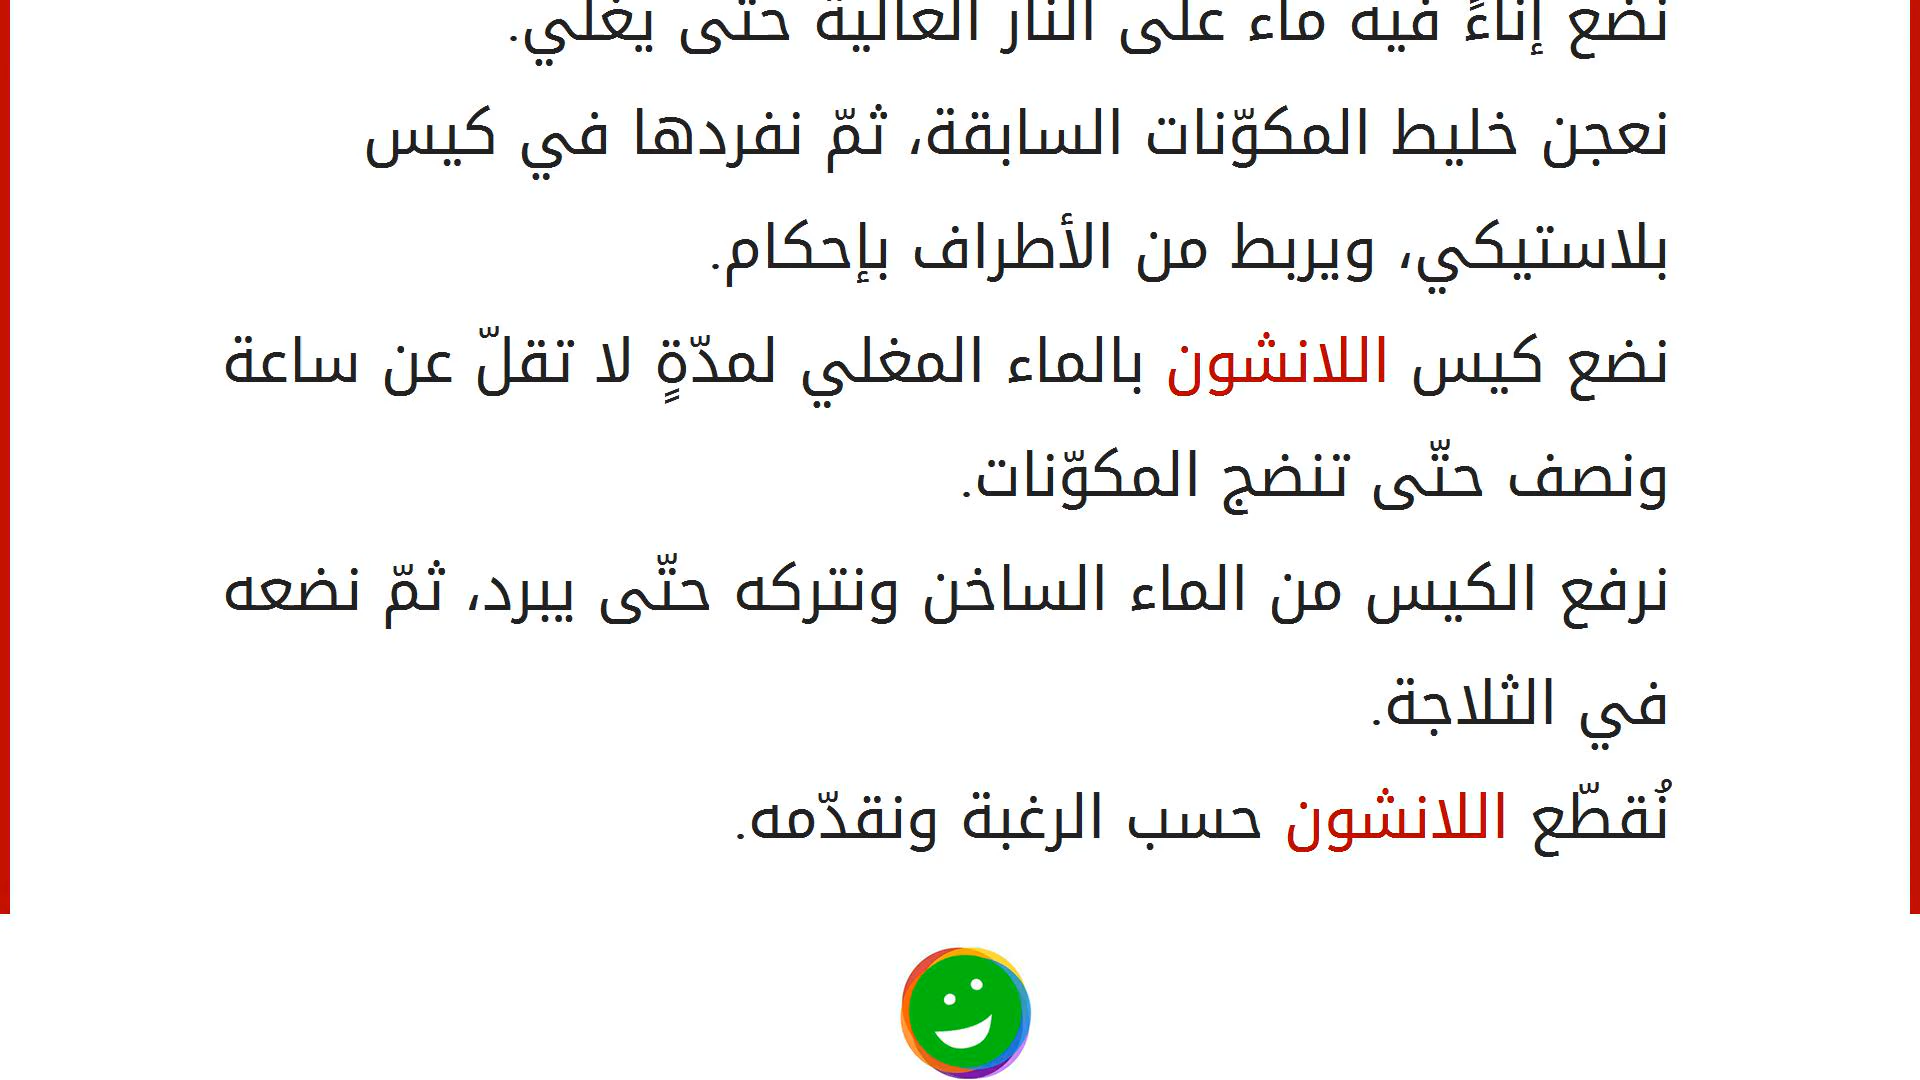 نضع إناءً فيه ماء على النار العالية حتّى يغلي.
نعجن خليط المكوّنات السابقة، ثمّ نفردها في كيس
بلاستيكي، ويربط من الأطراف بإحكام.
نضع كيس اللانشون بالماء المغلي لمدّةٍ لا تقلّ عن ساعة
ونصف حتّى تنضج المكوّنات.
نرفع الكيس من الماء الساخن ونتركه حتّى يبرد، ثمّ نضعه
في الثلاجة.
نُقطّع اللانشون حسب الرغبة ونقدّمه.